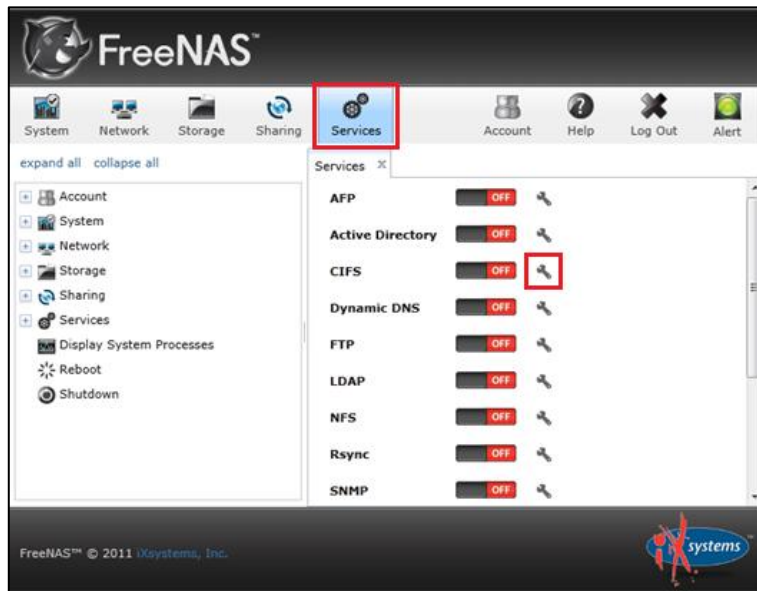 FreeNAS™
System Network Storage Sharing Services Account Help Log Out Alert
expand all collapse all
Account
System
Network
Storage
Sharing
Services
Display System Processes
Reboot
Shutdown
Services X
AFP OFF
Active Directory OFF
CIFS OFF
Dynamic DNS OFF
FTP OFF
LDAP OFF
NFS OFF
Rsync OFF
SNMP OFF
FreeNAS™ © 2011 iXsystems, Inc.
iXsystems™